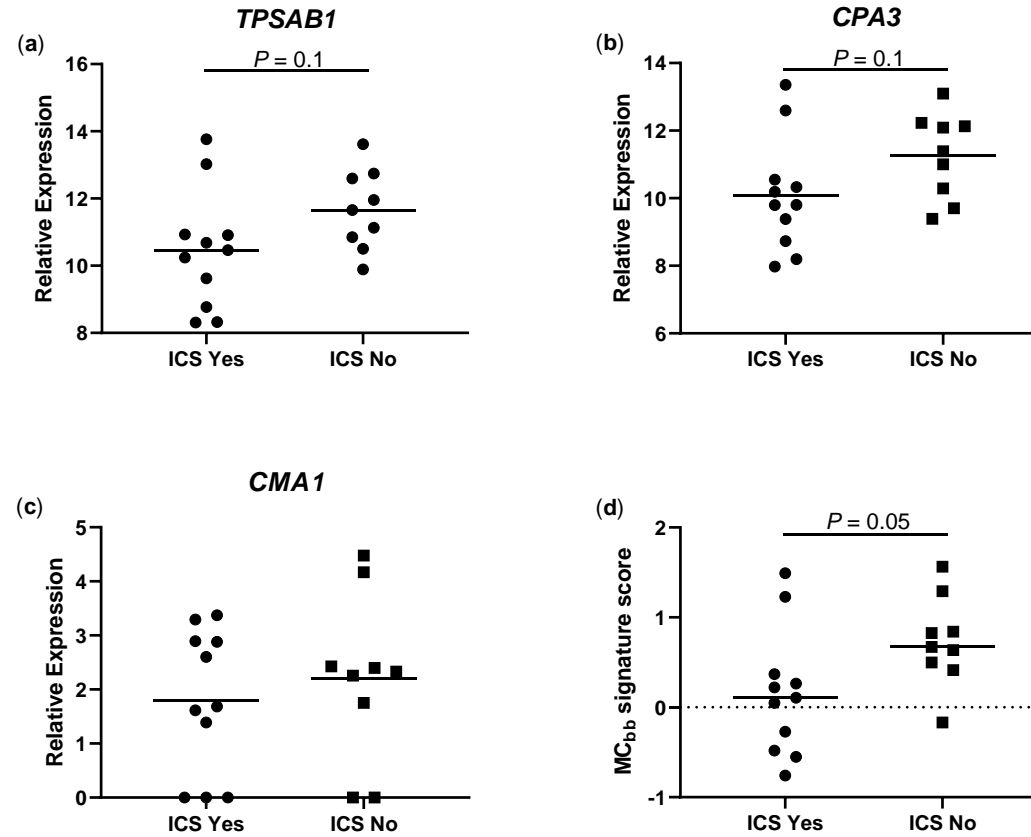 (a)
TPSAB1
P = 0.1
Relative Expression
16
14
12
10
8
ICS Yes
ICS No
(b)
CPA3
P = 0.1
Relative Expression
14
12
10
8
6
ICS Yes
ICS No
(c)
CMA1
Relative Expression
5
4
3
2
1
0
ICS Yes
ICS No
(d)
P = 0.05
MCbb signature score
2
1
0
-1
ICS Yes
ICS No